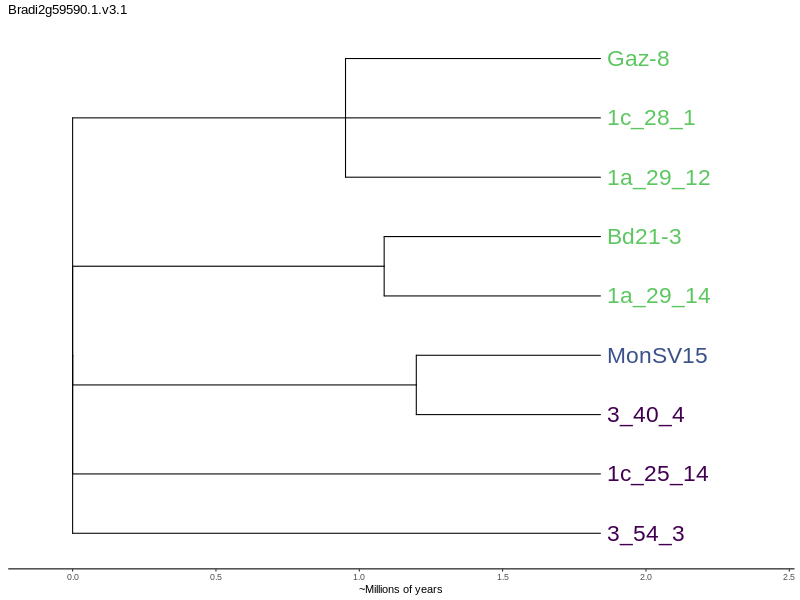 Bradi2g59590.1.v3.1
Gaz-8
1c_28_1
1a_29_12
Bd21-3
1a_29_14
MonSV15
3_40_4
1c_25_14
3_54_3
0.0 0.5 1.0 1.5 2.0 2.5
~Millions of years